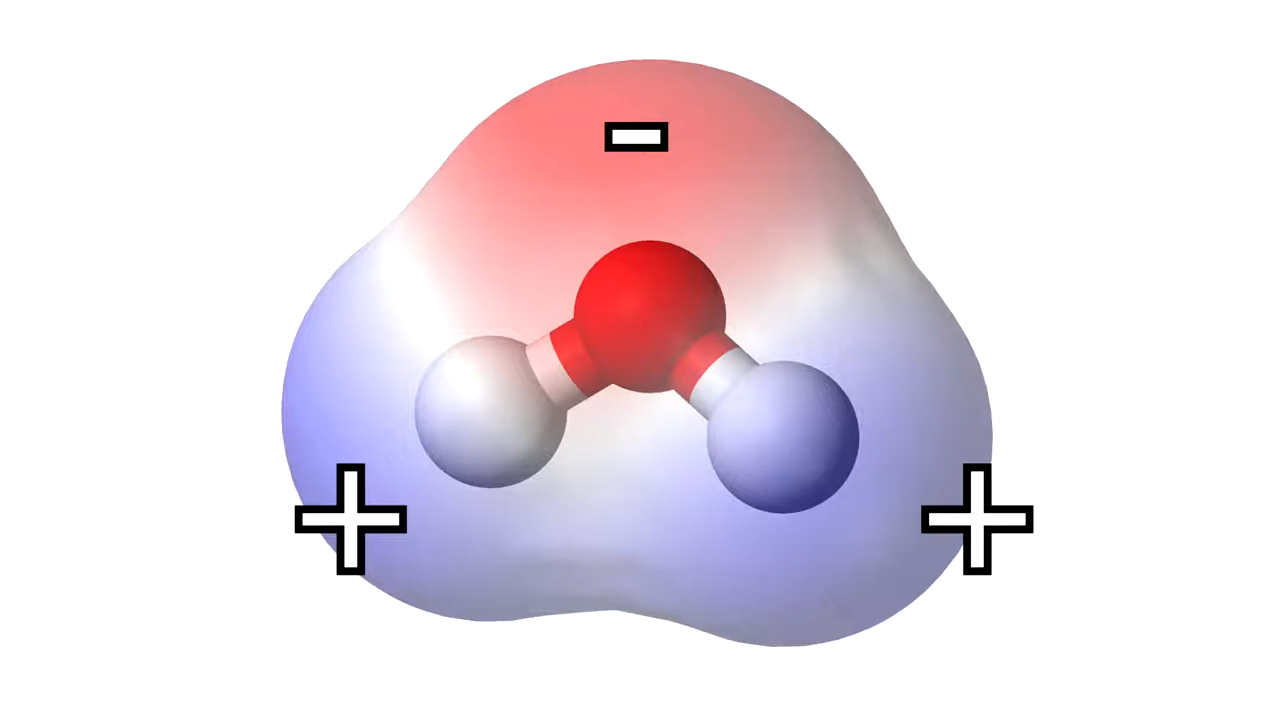 -
+ +